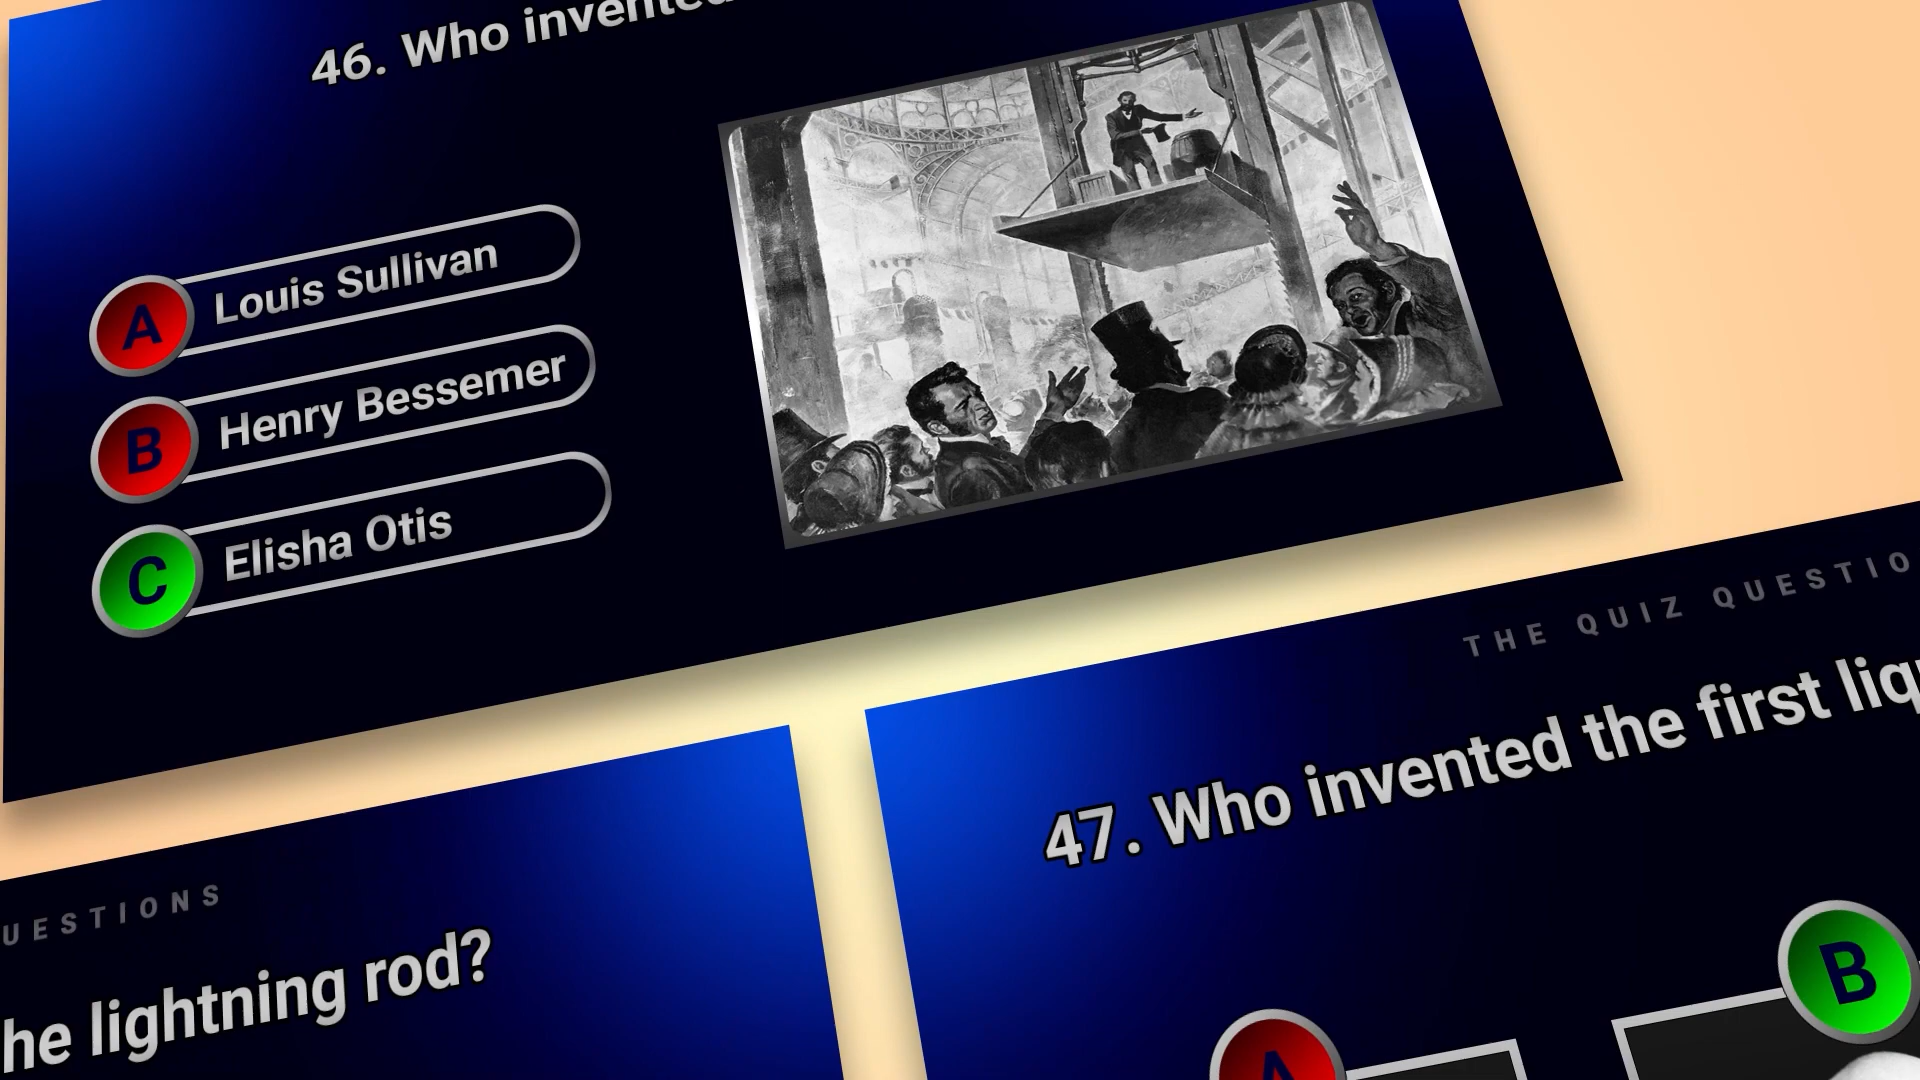 46. Who invented
A Louis Sullivan
B Henry Bessemer
C Elisha Otis
THE QUIZ QUESTIO
47. Who invented the first liq
A
B
UESTIONS
he lightning rod?